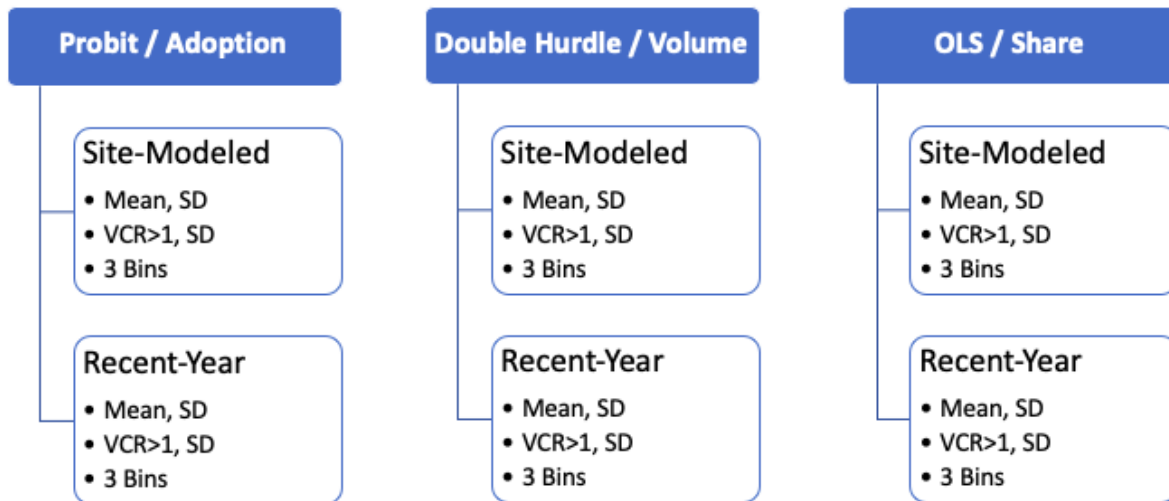 Probit / Adoption
Site-Modeled
• Mean, SD
• VCR>1, SD
• 3 Bins
Recent-Year
• Mean, SD
• VCR>1, SD
• 3 Bins
Double Hurdle / Volume
Site-Modeled
• Mean, SD
• VCR>1, SD
• 3 Bins
Recent-Year
• Mean, SD
• VCR>1, SD
• 3 Bins
OLS / Share
Site-Modeled
• Mean, SD
• VCR>1, SD
• 3 Bins
Recent-Year
• Mean, SD
• VCR>1, SD
• 3 Bins